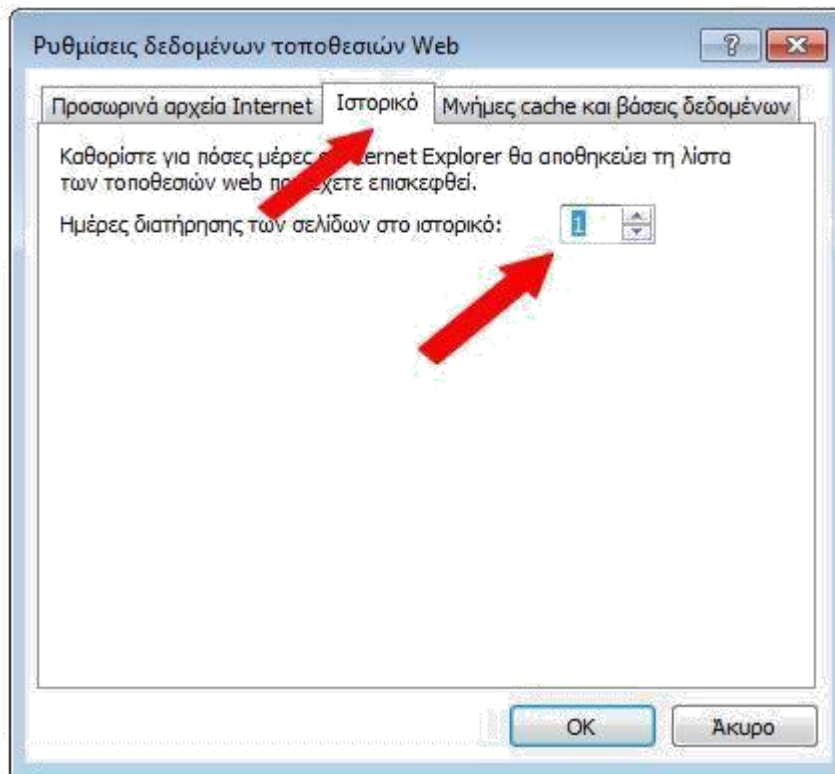 Ρυθμίσεις δεδομένων τοποθεσιών Web
Προσωρινά αρχεία Internet Ιστορικό Μνήμες cache και βάσεις δεδομένων
Καθορίστε για πόσες μέρες Explorer θα αποθηκεύει τη λίστα
των τοποθεσιών web έχετε επισκεφθεί.
Ημέρες διατήρησης των σελίδων στο ιστορικό: 1
OK Άκυρο